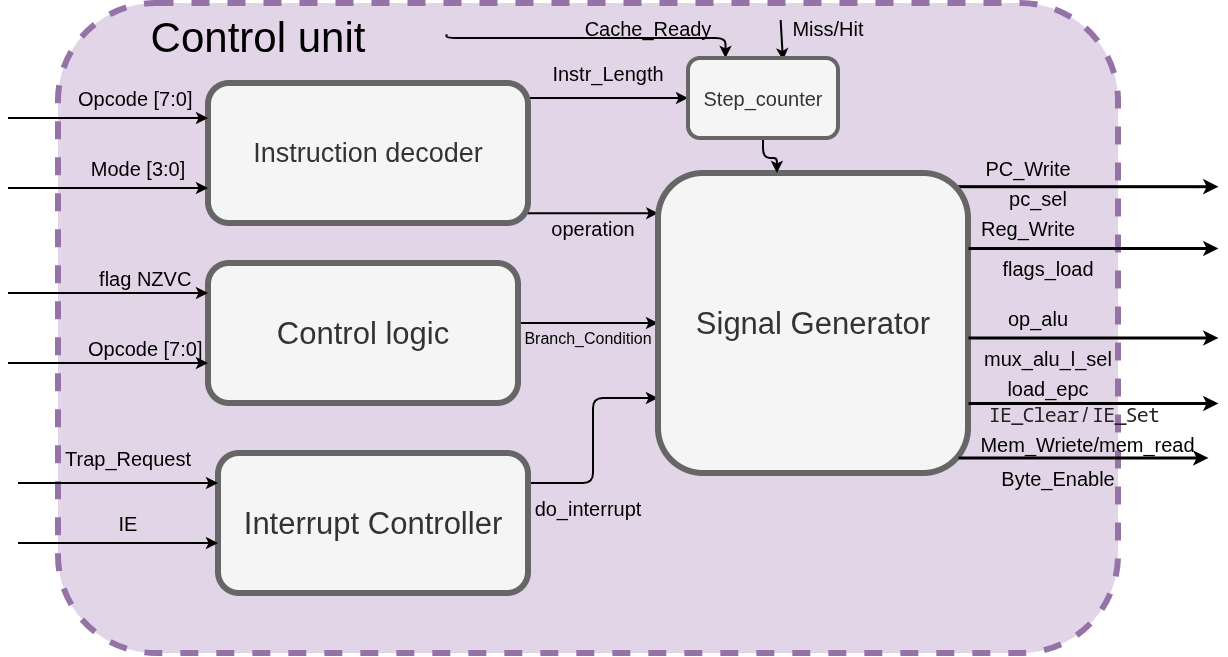 Control unit
Cache_Ready
Miss/Hit
Instr_Length
Step_counter
Opcode [7:0]
Mode [3:0]
Instruction decoder
operation
flag NZVC
Opcode [7:0]
Control logic
Branch_Condition
Signal Generator
Trap_Request
IE
Interrupt Controller
do_interrupt
PC_Write
pc_sel
Reg_Write
flags_load
op_alu
mux_alu_l_sel
load_epc
IE_Clear / IE_Set
Mem_Wriete/mem_read
Byte_Enable